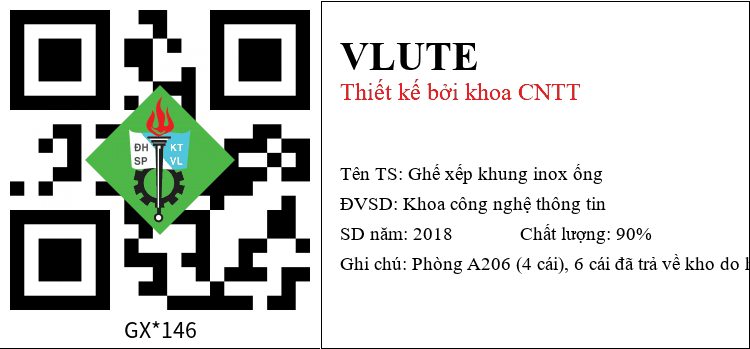 ĐH KT
SP VL
GX*146
VLUTE
Thiết kế bởi khoa CNTT
Tên TS: Ghế xếp khung inox ống
ĐVSD: Khoa công nghệ thông tin
SD năm: 2018 Chất lượng: 90%
Ghi chú: Phòng A206 (4 cái), 6 cái đã trả về kho do